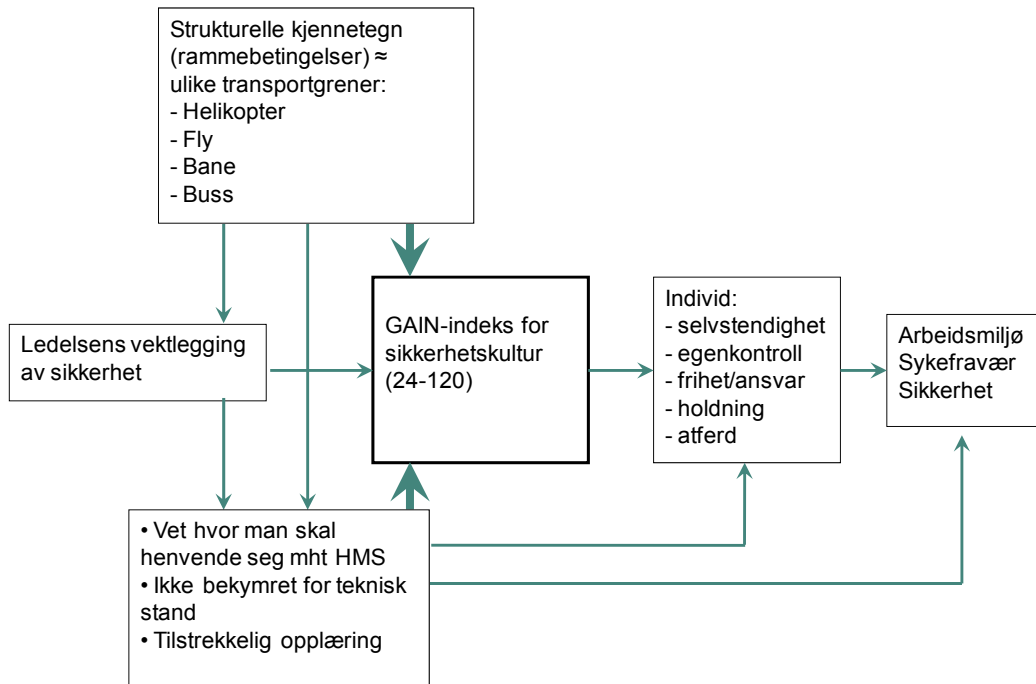 Strukturelle kjennetegn
(rammebetingelser) ≈
ulike transportgrener:
- Helikopter
- Fly
- Bane
- Buss
Ledelsens vektlegging
av sikkerhet
GAIN-indeks for
sikkerhetskultur
(24-120)
Individ:
- selvstendighet
- egenkontroll
- frihet/ansvar
- holdning
- atferd
Arbeidsmiljø
Sykefravær
Sikkerhet
• Vet hvor man skal
henvende seg mht HMS
• Ikke bekymret for teknisk
stand
• Tilstrekkelig opplæring